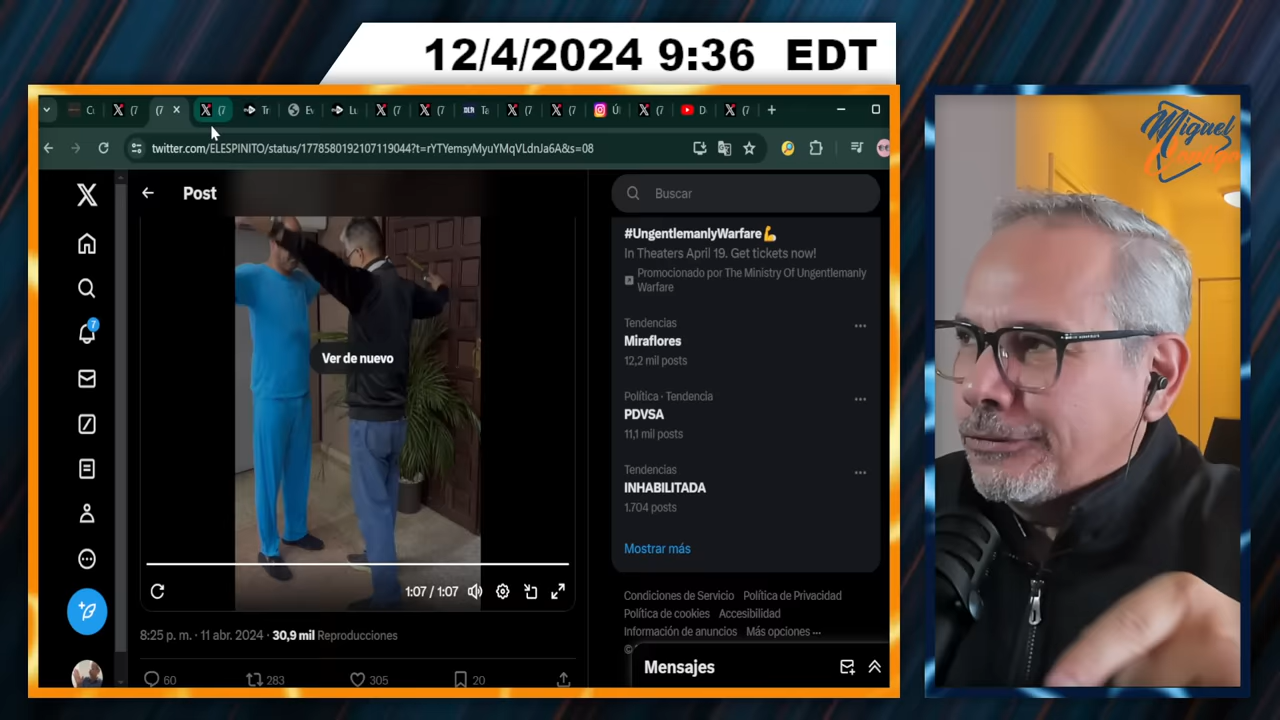 12/4/2024 9:36 EDT
twitter.com/ELESPINITO/status/1778580192107119044?t=rYTYemsyMyuYMqVLdnJa6A&s=08
Post
Buscar
#UngentlemanlyWarfare💪
In Theaters April 19. Get tickets now!
Promocionado por The Ministry Of Ungentlemanly
Warfare
Tendencias
Miraflores
12,2 mil posts
Política · Tendencia
PDVSA
11,1 mil posts
Tendencias
INHABILITADA
1.704 posts
Mostrar más
Ver de nuevo
1:07 / 1:07
8:25 p. m. · 11 abr. 2024 · 30,9 mil Reproducciones
60
283
305
20
7
Condiciones de Servicio Política de Privacidad
Política de cookies Accesibilidad
Información de anuncios Más opciones ···
Mensajes
Miguel